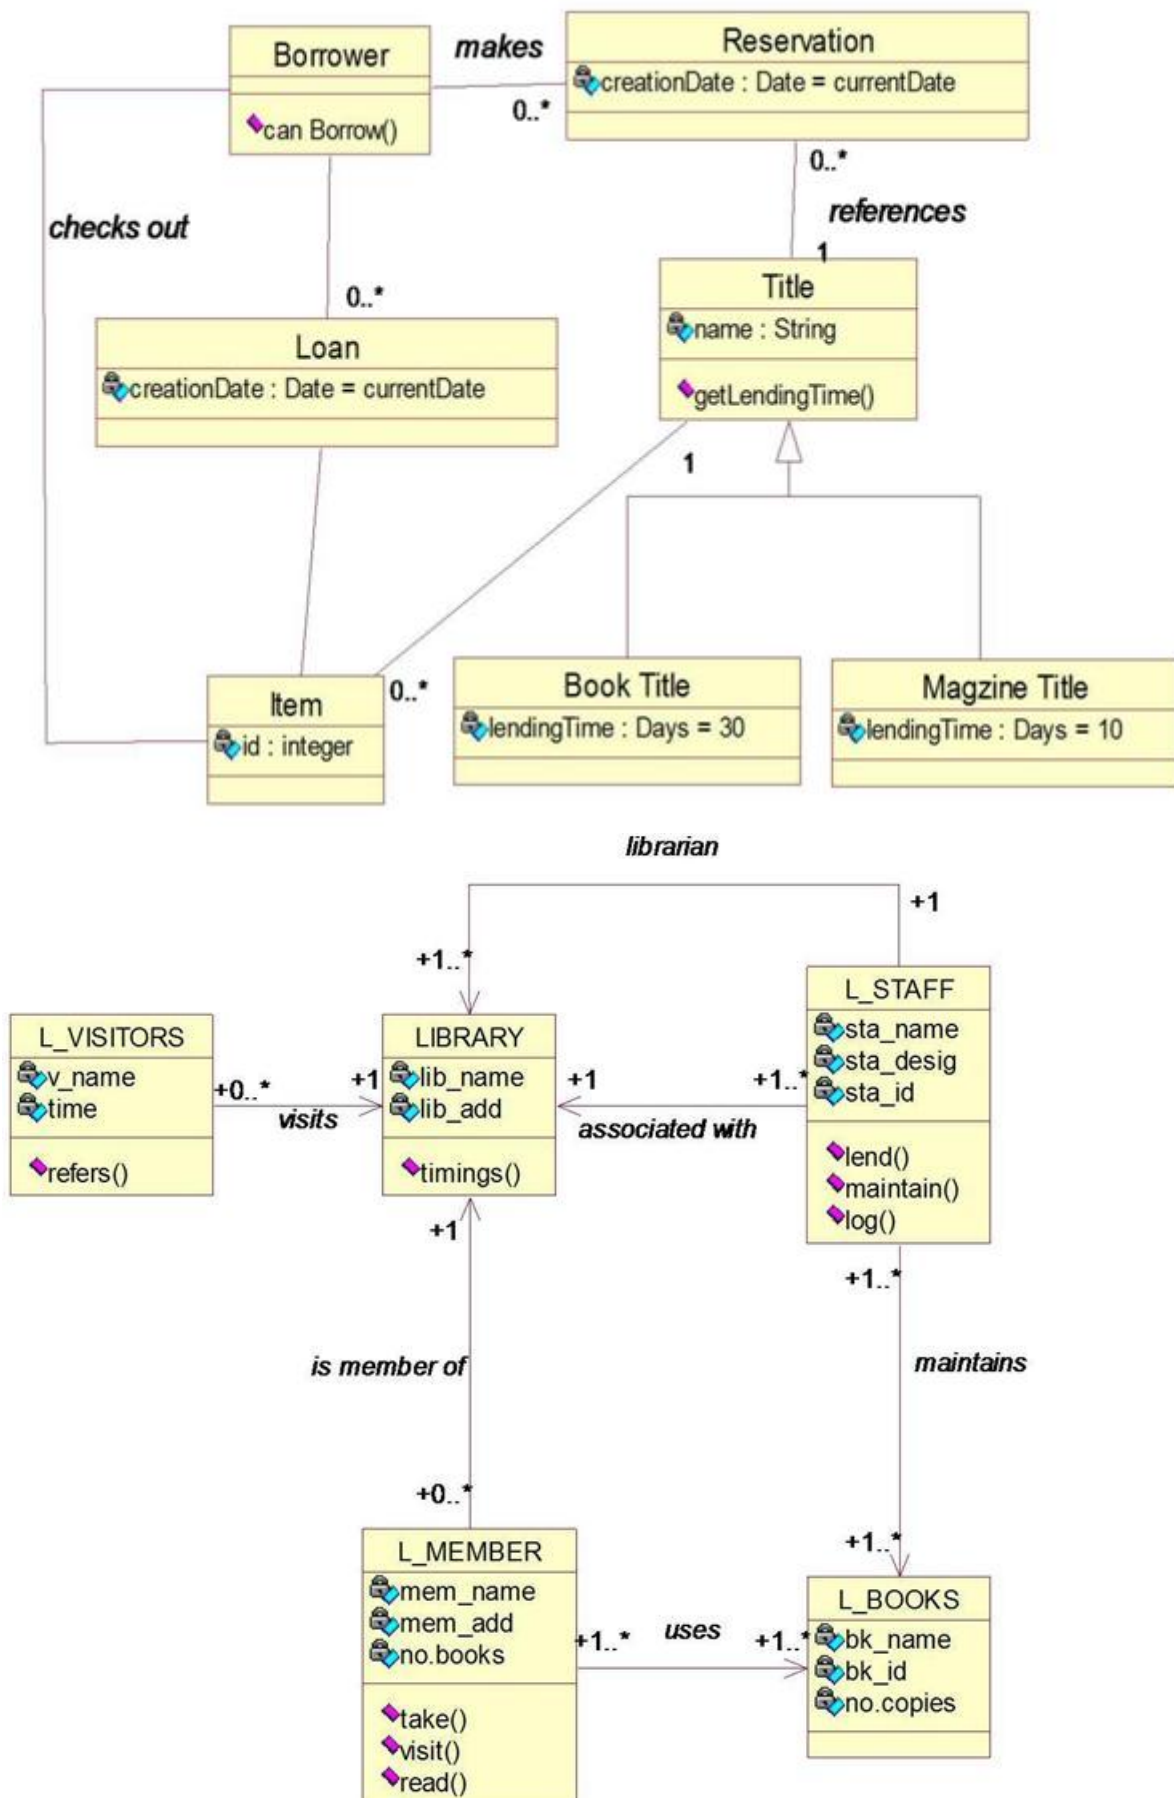 Borrower
can Borrow()
makes
0..*
Reservation
creationDate : Date = currentDate
0..*
references
1
checks out
0..*
Loan
creationDate : Date = currentDate
Title
name : String
getLendingTime()
1
0..*
Item
id : integer
Book Title
lendingTime : Days = 30
Magzine Title
lendingTime : Days = 10
librarian
+1
+1..*
L_VISITORS
v_name
time
refers()
+0..*
+1
visits
LIBRARY
lib_name
lib_add
timings()
+1
+1..*
associated with
L_STAFF
sta_name
sta_desig
sta_id
lend()
maintain()
log()
+1
+1..*
is member of
maintains
+0..*
+1..*
L_MEMBER
mem_name
mem_add
no.books
take()
visit()
read()
+1..*
uses
+1..*
L_BOOKS
bk_name
bk_id
no.copies